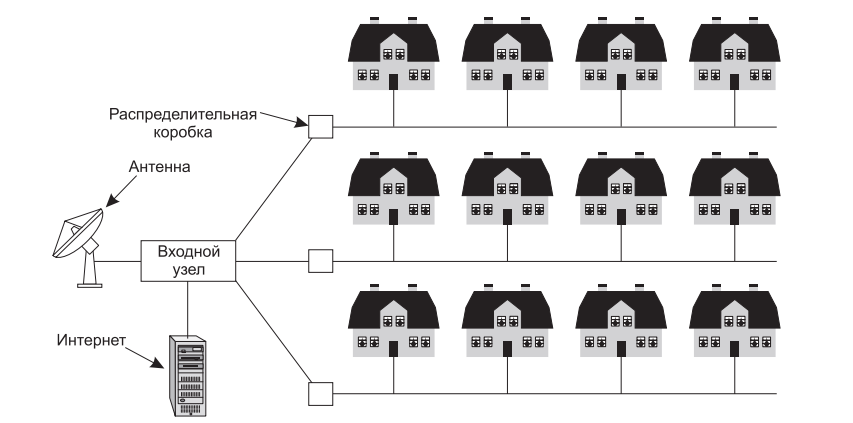 Распределительная
коробка
Антенна
Входной
узел
Интернет